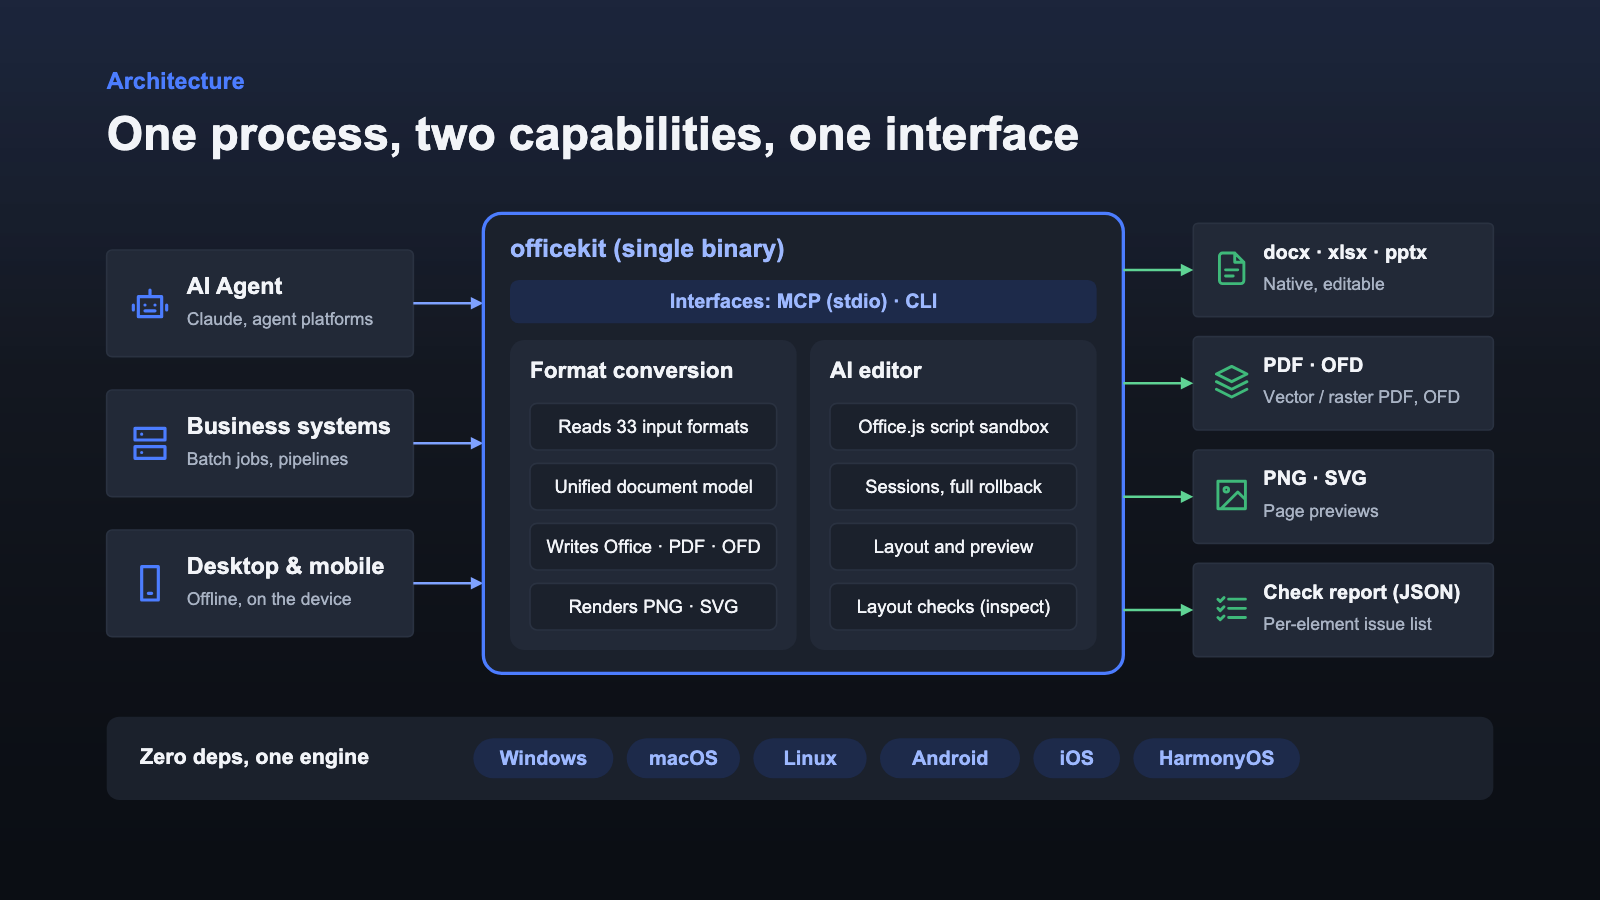 Architecture
One process, two capabilities, one interface
AI Agent
Claude, agent platforms
Business systems
Batch jobs, pipelines
Desktop & mobile
Offline, on the device
officekit (single binary)
Interfaces: MCP (stdio) · CLI
Format conversion
Reads 33 input formats
Unified document model
Writes Office · PDF · OFD
Renders PNG · SVG
AI editor
Office.js script sandbox
Sessions, full rollback
Layout and preview
Layout checks (inspect)
docx · xlsx · pptx
Native, editable
PDF · OFD
Vector / raster PDF, OFD
PNG · SVG
Page previews
Check report (JSON)
Per-element issue list
Zero deps, one engine
Windows
macOS
Linux
Android
iOS
HarmonyOS